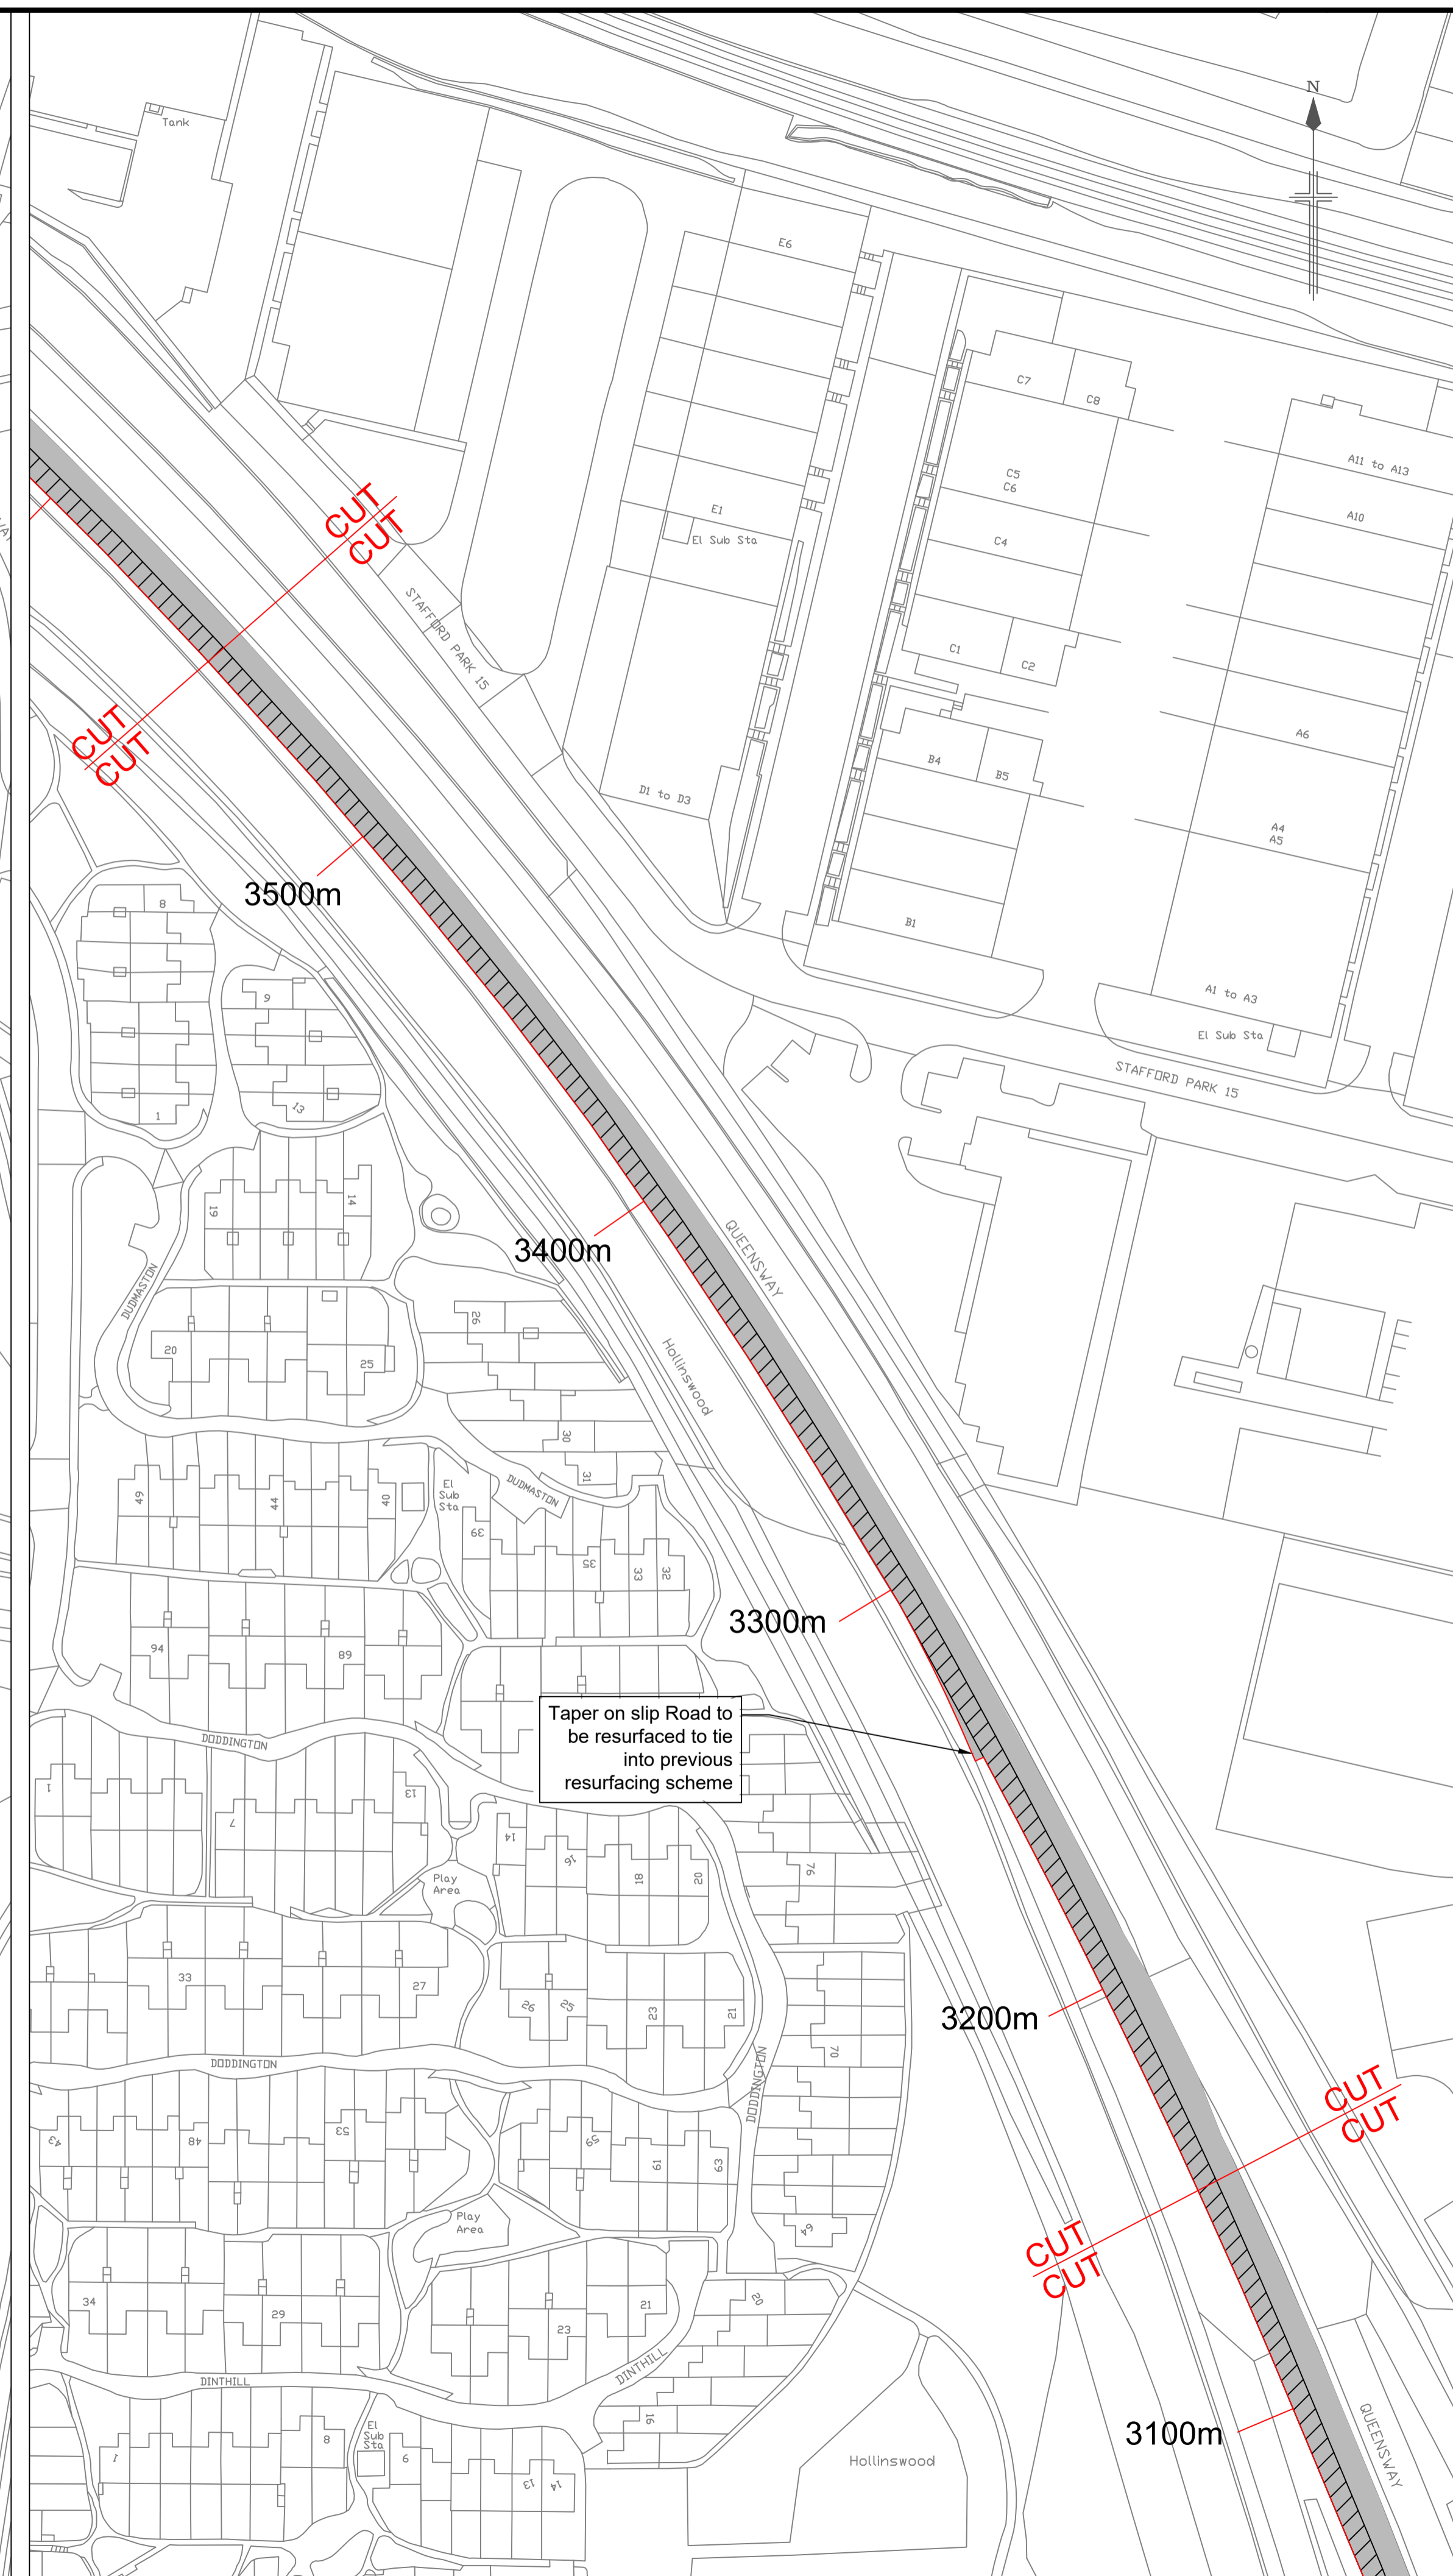 N
Tank
E6
C7
C8
A11 to A13
C5
C6
A10
CUT
CUT
E1
El Sub Sta
C4
STAFFORD PARK 15
C1
C2
CUT
CUT
A6
B4
B5
D1 to D3
A4
A5
3500m
8
B1
9
A1 to A3
El Sub Sta
STAFFORD PARK 15
1
13
19
14
3400m
QUEENSWAY
DUDMASTON
26
20
25
Hollinswood
30
31
49
44
40
El
Sub
Sta
DUDMASTON
39
35
33
32
3300m
94
89
Taper on slip Road to
be resurfaced to tie
into previous
resurfacing scheme
DODDINGTON
1
7
13
14
16
18
20
76
Play
Area
33
27
26
25
23
21
3200m
70
DODDINGTON
DODDINGTON
CUT
CUT
43
48
53
59
61
63
Play
Area
64
CUT
CUT
34
29
23
21
20
DINTHILL
DINTHILL
16
3100m
QUEENSWAY
1
8
El
Sub
Sta
9
13
14
Hollinswood